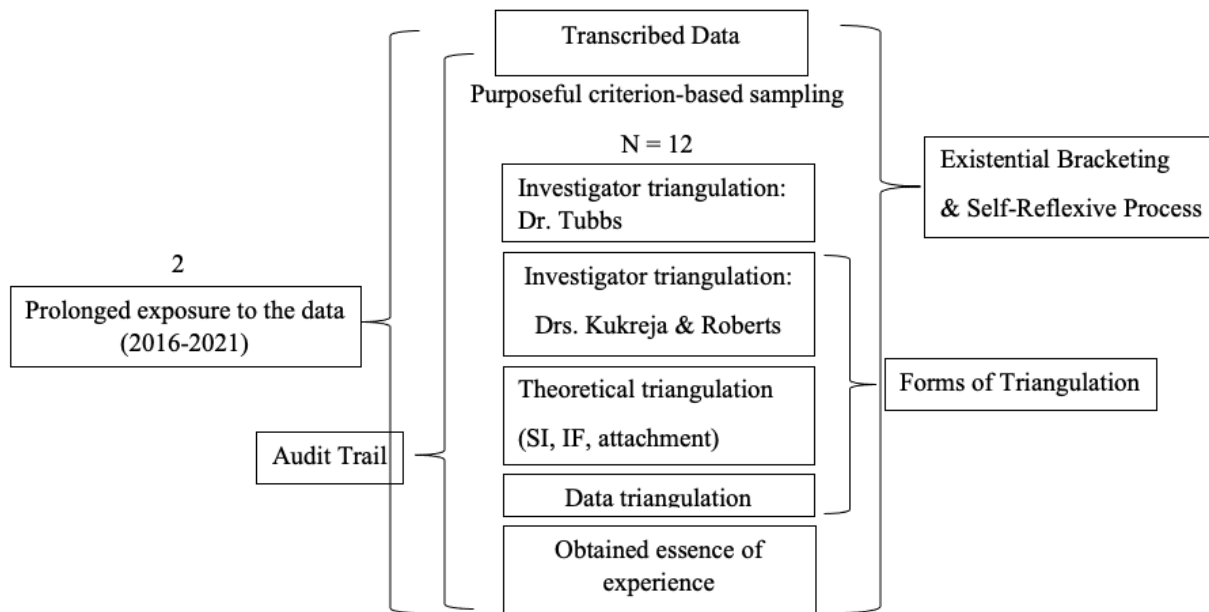 Transcribed Data
Purposeful criterion-based sampling
N = 12
Investigator triangulation:
Dr. Tubbs
Investigator triangulation:
Drs. Kukreja & Roberts
Theoretical triangulation
(SI, IF, attachment)
Data triangulation
Obtained essence of
experience
2
Prolonged exposure to the data
(2016-2021)
Audit Trail
Existential Bracketing
& Self-Reflexive Process
Forms of Triangulation